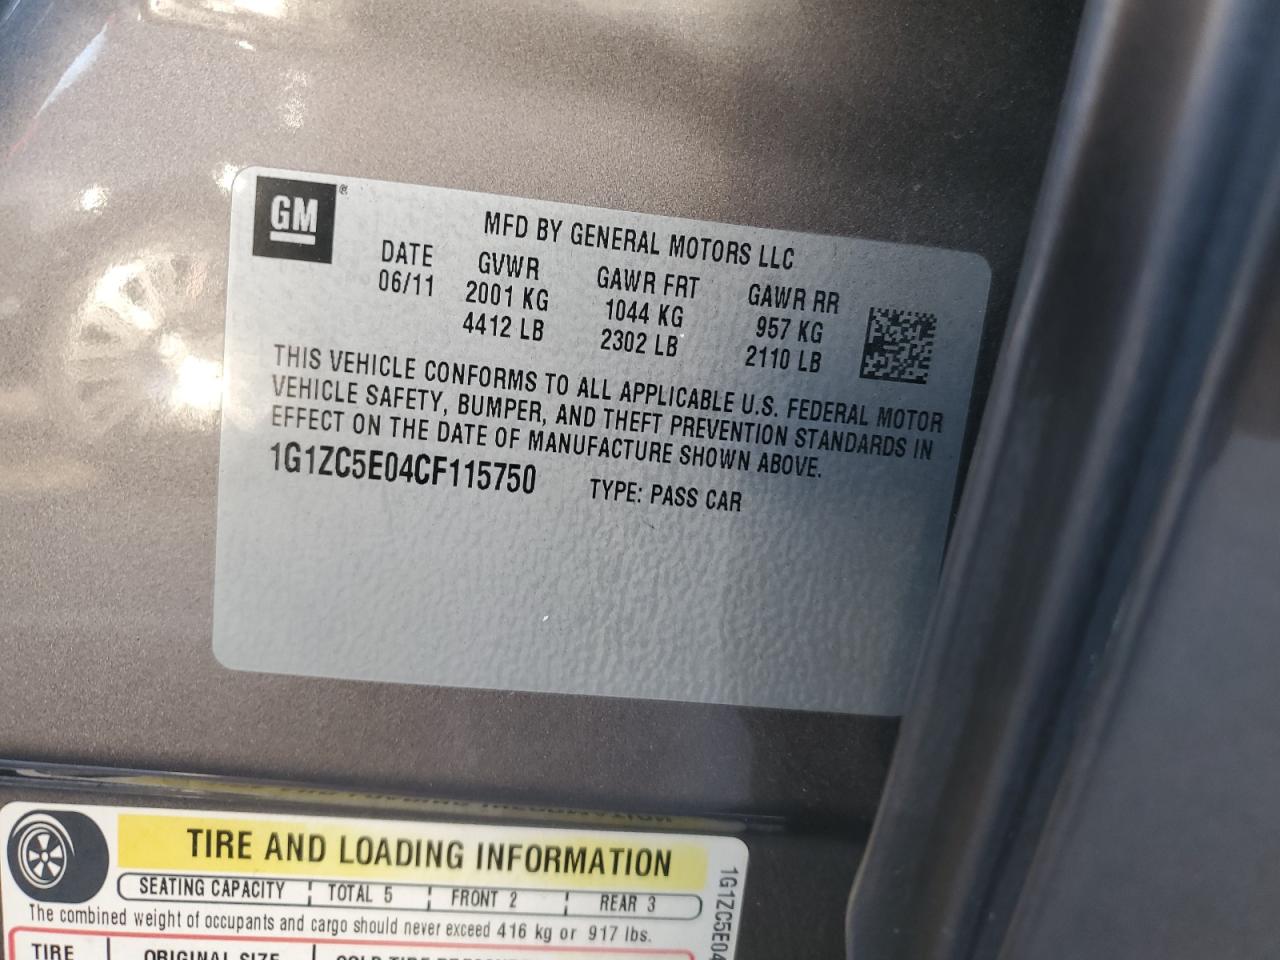 GM ®
MFD BY GENERAL MOTORS LLC
DATE GVWR GAWR FRT GAWR RR
06/11 2001 KG 1044 KG 957 KG
4412 LB 2302 LB 2110 LB
THIS VEHICLE CONFORMS TO ALL APPLICABLE U.S. FEDERAL MOTOR
VEHICLE SAFETY, BUMPER, AND THEFT PREVENTION STANDARDS IN
EFFECT ON THE DATE OF MANUFACTURE SHOWN ABOVE.
1G1ZC5E04CF115750 TYPE: PASS CAR
TIRE AND LOADING INFORMATION
SEATING CAPACITY TOTAL 5 FRONT 2 REAR 3
The combined weight of occupants and cargo should never exceed 416 kg or 917 lbs.
TIRE ORIGINAL SIZE COLD TIRE
1G1ZC5E04